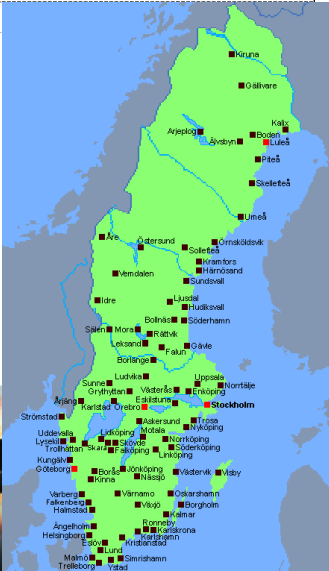 Kiruna
Gällivare
Kalix
Arjeplog
Boden
Luleå
Älvsbyn
Piteå
Skellefteå
Umeå
Åre
Östersund
Örnsköldsvik
Solleftea
Kramfors
Härnösand
Vemdalen
Sundsvall
Idre
Ljusdal
Hudiksvall
Bollnäs
Söderhamn
Sälen
Mora
Rättvik
Leksand
Falun
Gävle
Borlänge
Ludvika
Uppsala
Sunne
Västerås
Norrtälje
Grythyttan
Enköping
Årjäng
Eskilstuna
Karlstad
Örebro
Stockholm
Strömstad
Askersund
Trosa
Nyköping
Uddevalla
Lidköping
Motala
Lysekil
Skövde
Norrköping
Trollhättan
Skara
Falköping
Söderköping
Linköping
Kungälv
Göteborg
Borås
Jönköping
Västervik
Visby
Kinna
Nässjö
Varberg
Värnamo
Oskarshamn
Falkenberg
Växjö
Borgholm
Halmstad
Kalmar
Ängelholm
Ronneby
Karlskrona
Helsingborg
Karlshamn
Eslöv
Kristianstad
Lund
Malmö
Simrishamn
Trelleborg
Ystad